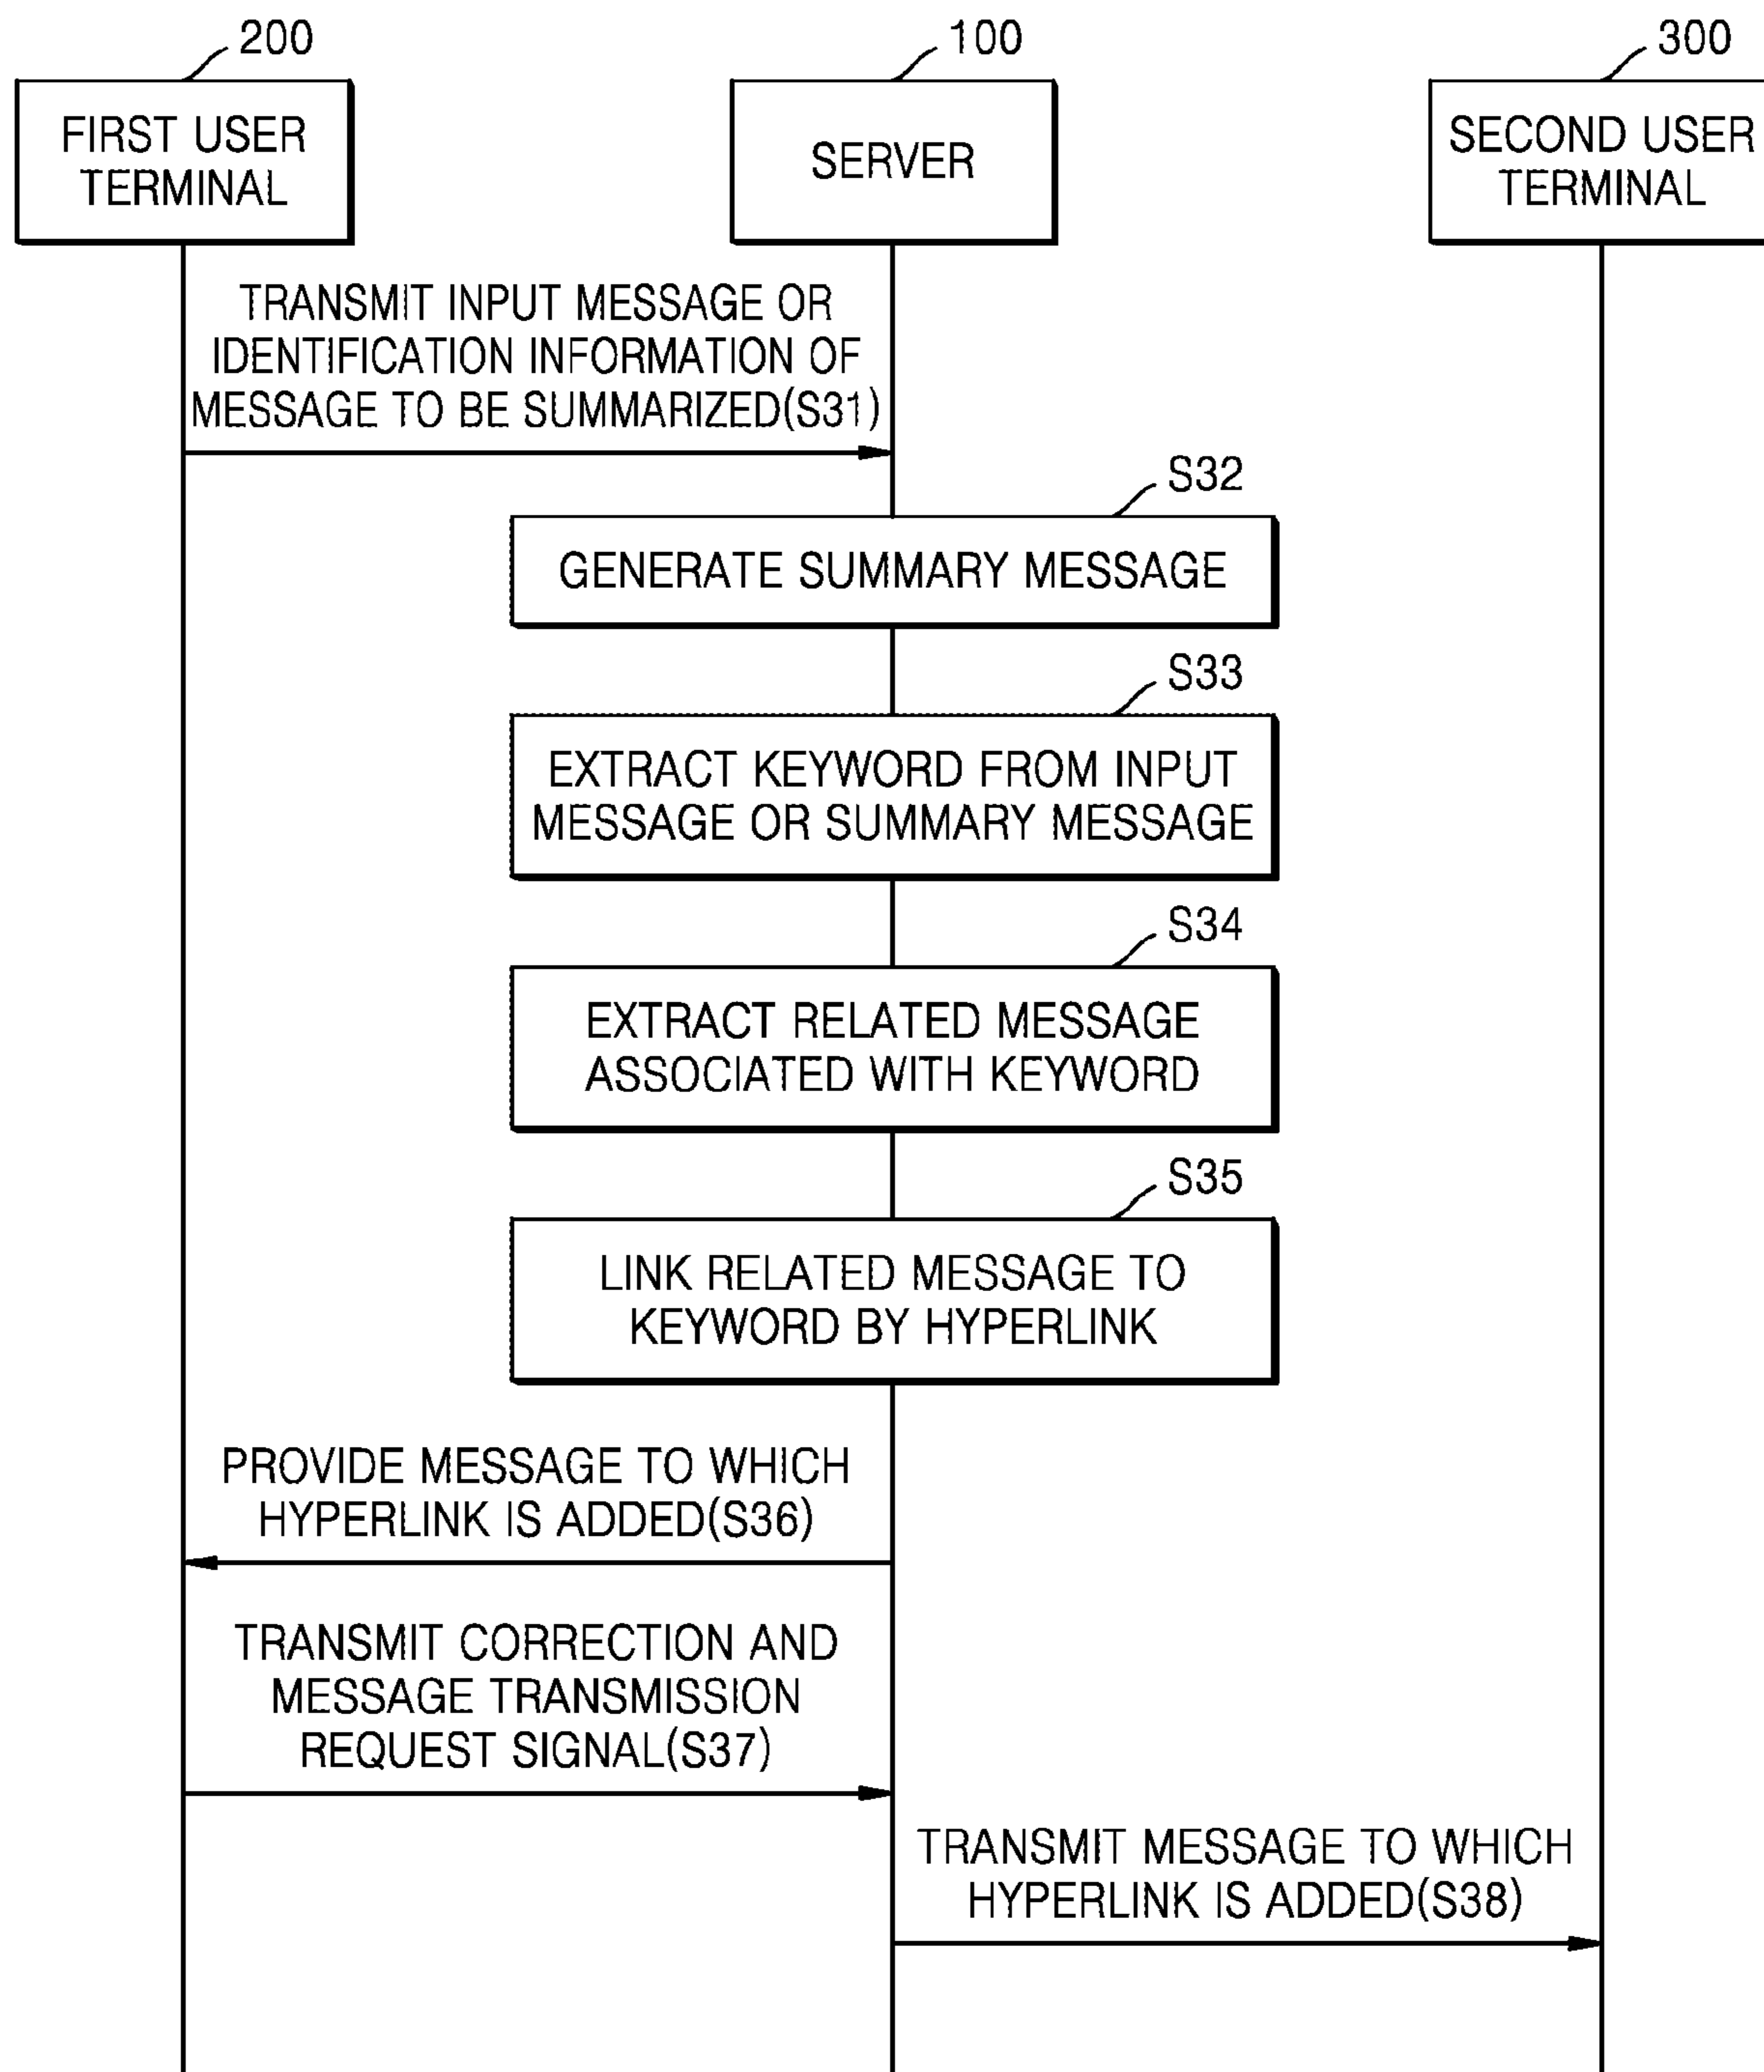 200
100
300
FIRST USER
TERMINAL
SERVER
SECOND USER
TERMINAL
TRANSMIT INPUT MESSAGE OR
IDENTIFICATION INFORMATION OF
MESSAGE TO BE SUMMARIZED(S31)
S32
GENERATE SUMMARY MESSAGE
S33
EXTRACT KEYWORD FROM INPUT
MESSAGE OR SUMMARY MESSAGE
S34
EXTRACT RELATED MESSAGE
ASSOCIATED WITH KEYWORD
S35
LINK RELATED MESSAGE TO
KEYWORD BY HYPERLINK
PROVIDE MESSAGE TO WHICH
HYPERLINK IS ADDED(S36)
TRANSMIT CORRECTION AND
MESSAGE TRANSMISSION
REQUEST SIGNAL(S37)
TRANSMIT MESSAGE TO WHICH
HYPERLINK IS ADDED(S38)